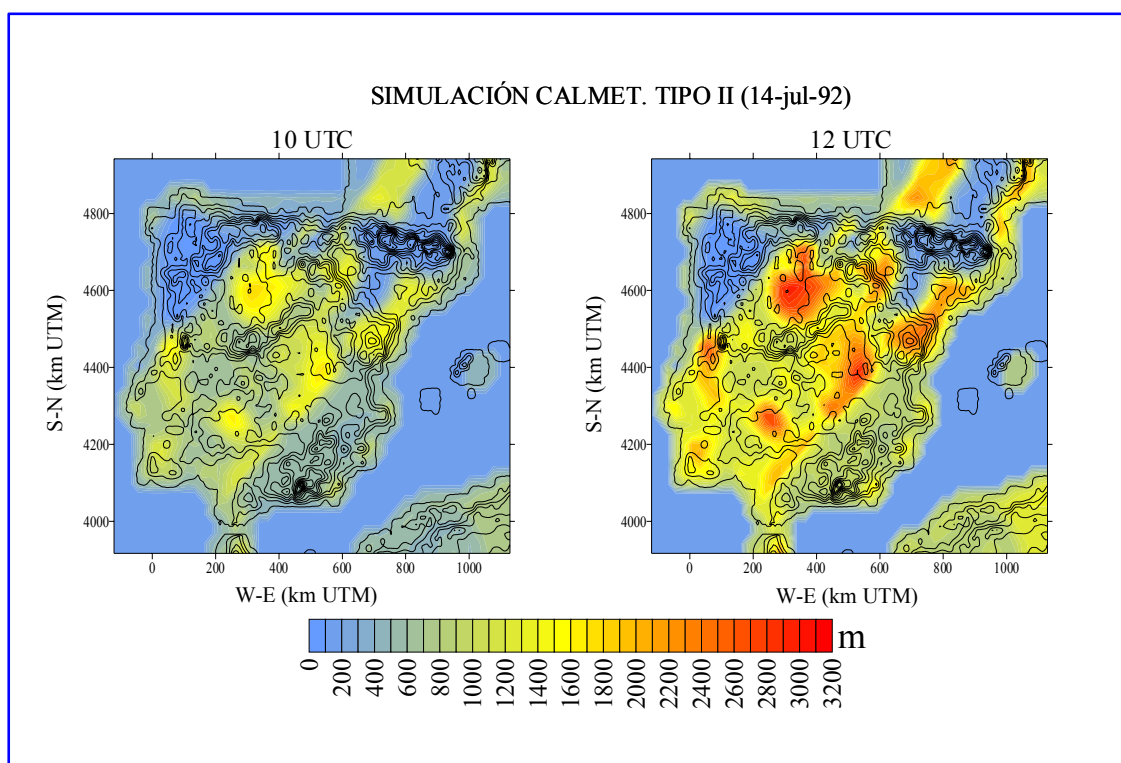 SIMULACIÓN CALMET. TIPO II (14-jul-92)
10 UTC
12 UTC
S-N (km UTM)
4800
4600
4400
4200
4000
0 200 400 600 800 1000
W-E (km UTM)
S-N (km UTM)
4800
4600
4400
4200
4000
0 200 400 600 800 1000
W-E (km UTM)
m
0 200 400 600 800 1000 1200 1400 1600 1800 2000 2200 2400 2600 2800 3000 3200